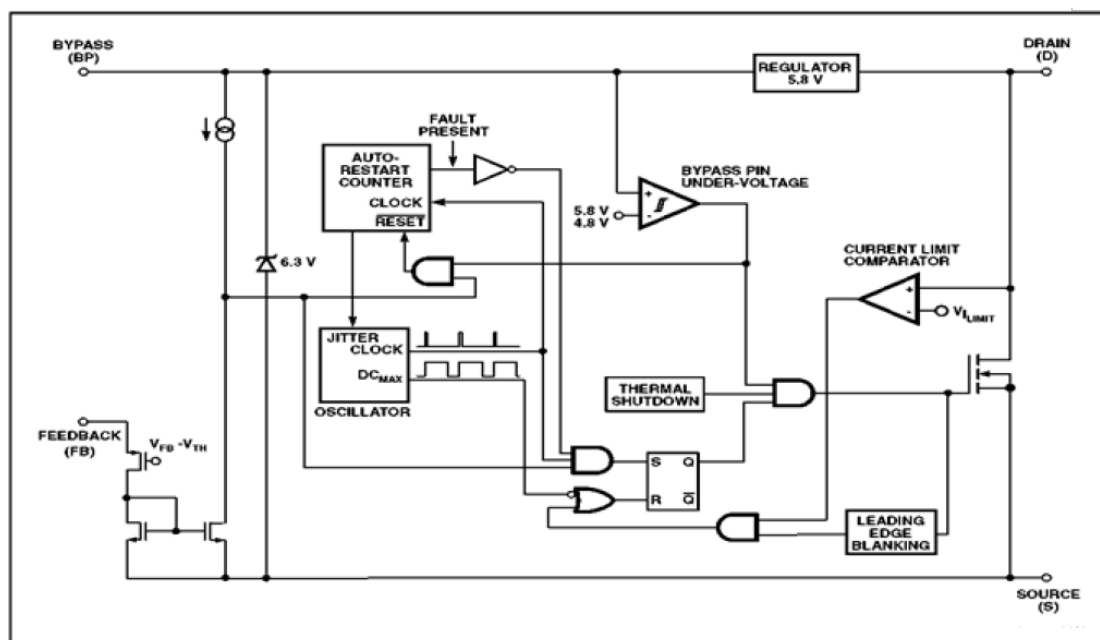 BYPASS
(BP)
DRAIN
(D)
REGULATOR
5.8 V
FAULT
PRESENT
AUTO-
RESTART
COUNTER
CLOCK
RESET
BYPASS PIN
UNDER-VOLTAGE
+
-
5.8 V
4.8 V
6.3 V
CURRENT LIMIT
COMPARATOR
+
-
VILIMIT
JITTER
CLOCK
DCMAX
OSCILLATOR
THERMAL
SHUTDOWN
FEEDBACK
(FB)
VFB -VTH
S Q
R Q
LEADING
EDGE
BLANKING
SOURCE
(S)